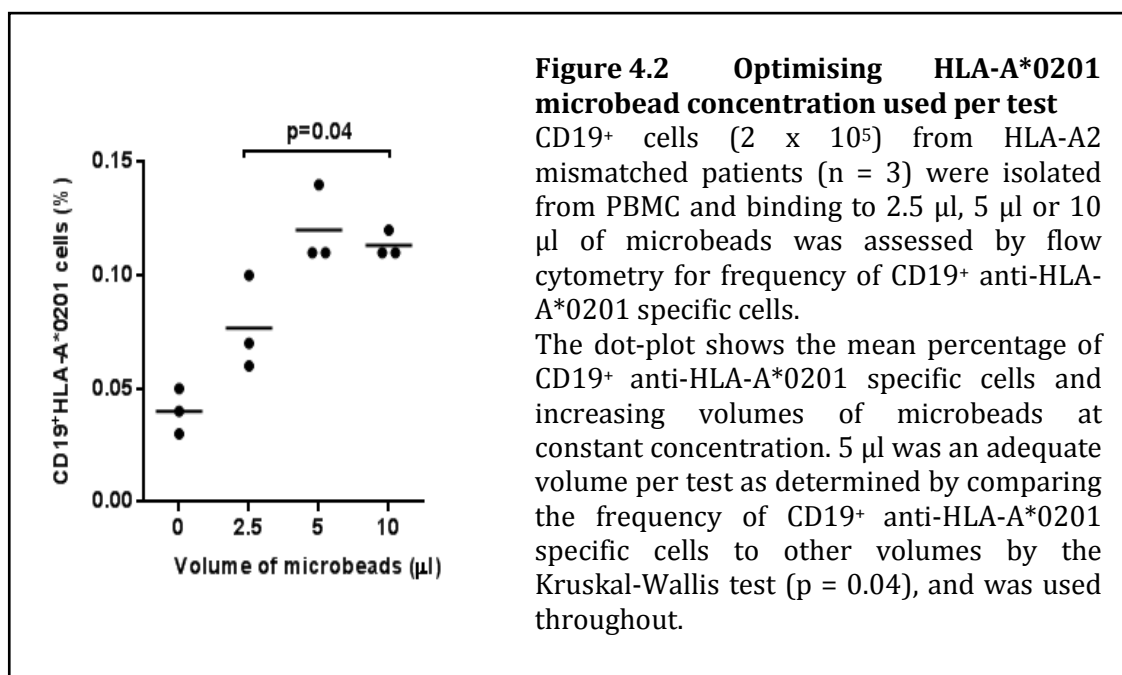 p=0.04
0.15
0.10
0.05
0.00
CD19⁺HLA-A*0201 cells (%)
0 2.5 5 10
Volume of microbeads (μl)
Figure 4.2 Optimising HLA-A*0201
microbead concentration used per test
CD19⁺ cells (2 x 10⁵) from HLA-A2
mismatched patients (n = 3) were isolated
from PBMC and binding to 2.5 μl, 5 μl or 10
μl of microbeads was assessed by flow
cytometry for frequency of CD19⁺ anti-HLA-
A*0201 specific cells.
The dot-plot shows the mean percentage of
CD19⁺ anti-HLA-A*0201 specific cells and
increasing volumes of microbeads at
constant concentration. 5 μl was an adequate
volume per test as determined by comparing
the frequency of CD19⁺ anti-HLA-A*0201
specific cells to other volumes by the
Kruskal-Wallis test (p = 0.04), and was used
throughout.